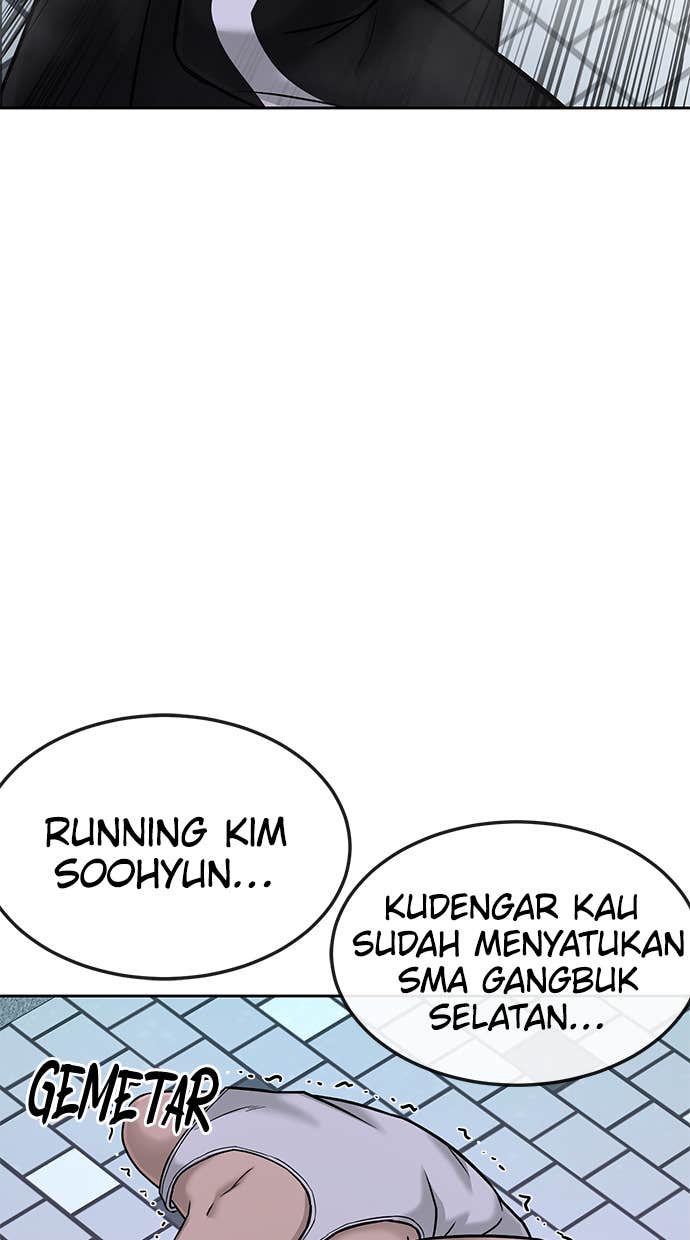 RUNNING KIM
SOOHYUN...
KUDENGAR KAU
SUDAH MENYATUKAN
SMA GANGBUK
SELATAN...
GEMETAR